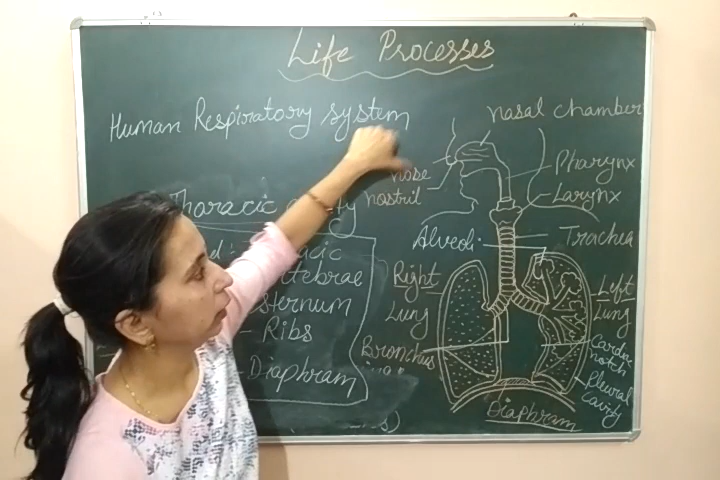 Life Processes
Human Respiratory system
nasal chamber
nose
nostril
Pharynx
Larynx
Trachea
Alveoli
Right
Lung
Left
Lung
Bronchus
Cardiac
notch
Pleural
cavity
Diaphram
Thoracic
vertebrae
sternum
- Ribs
- Diaphram